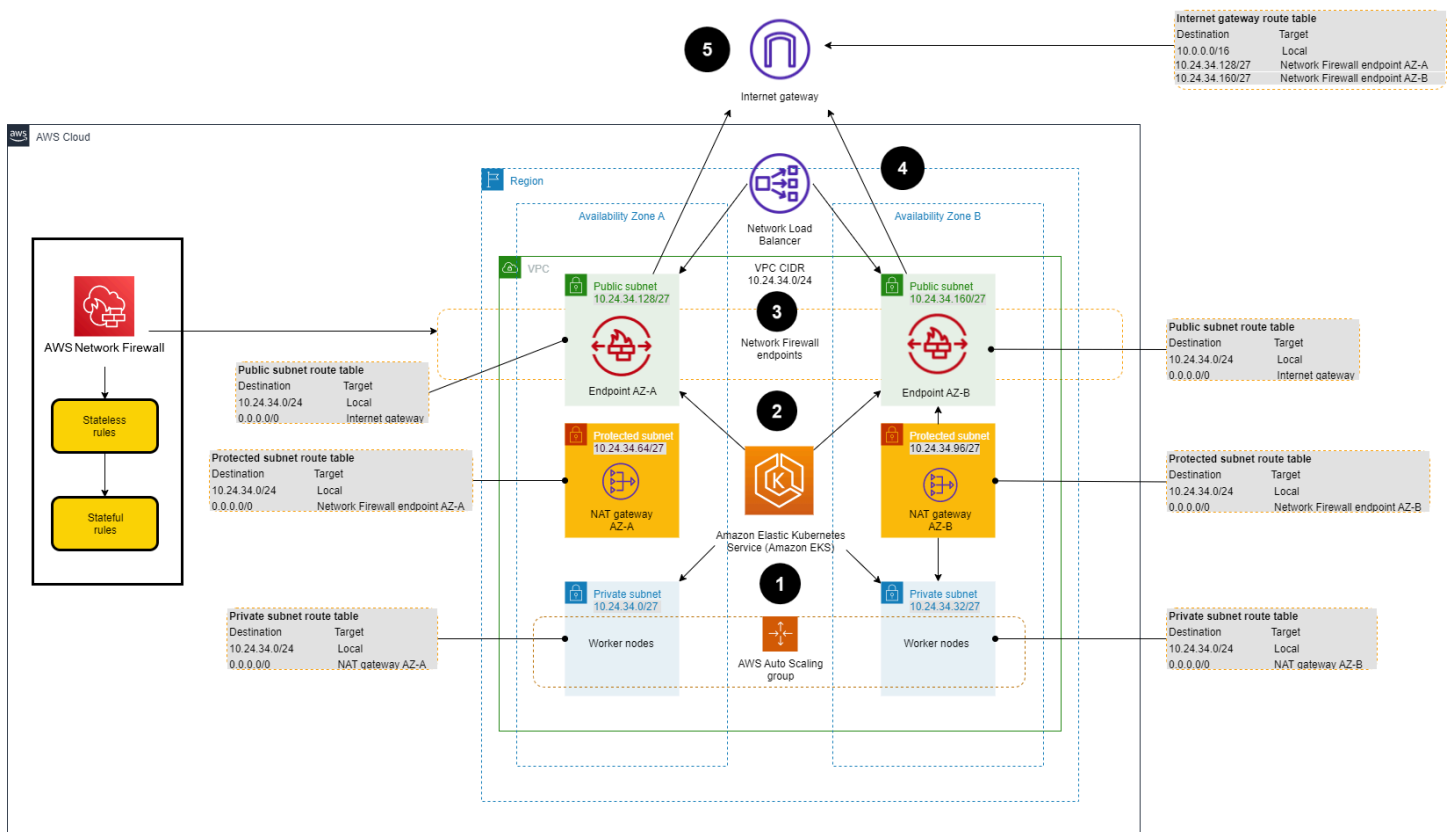 Internet gateway route table
Destination Target
10.0.0.0/16 Local
10.24.34.128/27 Network Firewall endpoint AZ-A
10.24.34.160/27 Network Firewall endpoint AZ-B
5
Internet gateway
aws
AWS Cloud
4
Region
Availability Zone A
Availability Zone B
Network Load
Balancer
VPC
VPC CIDR
10.24.34.0/24
Public subnet
10.24.34.128/27
Public subnet
10.24.34.160/27
3
Network Firewall
endpoints
Endpoint AZ-A
Endpoint AZ-B
AWS Network Firewall
Stateless
rules
Stateful
rules
Public subnet route table
Destination Target
10.24.34.0/24 Local
0.0.0.0/0 Internet gateway
Public subnet route table
Destination Target
10.24.34.0/24 Local
0.0.0.0/0 Internet gateway
2
Protected subnet
10.24.34.64/27
NAT gateway
AZ-A
Protected subnet
10.24.34.96/27
NAT gateway
AZ-B
Protected subnet route table
Destination Target
10.24.34.0/24 Local
0.0.0.0/0 Network Firewall endpoint AZ-A
Protected subnet route table
Destination Target
10.24.34.0/24 Local
0.0.0.0/0 Network Firewall endpoint AZ-B
K
Amazon Elastic Kubernetes
Service (Amazon EKS)
1
Private subnet
10.24.34.0/27
Worker nodes
Private subnet
10.24.34.32/27
Worker nodes
AWS Auto Scaling
group
Private subnet route table
Destination Target
10.24.34.0/24 Local
0.0.0.0/0 NAT gateway AZ-A
Private subnet route table
Destination Target
10.24.34.0/24 Local
0.0.0.0/0 NAT gateway AZ-B